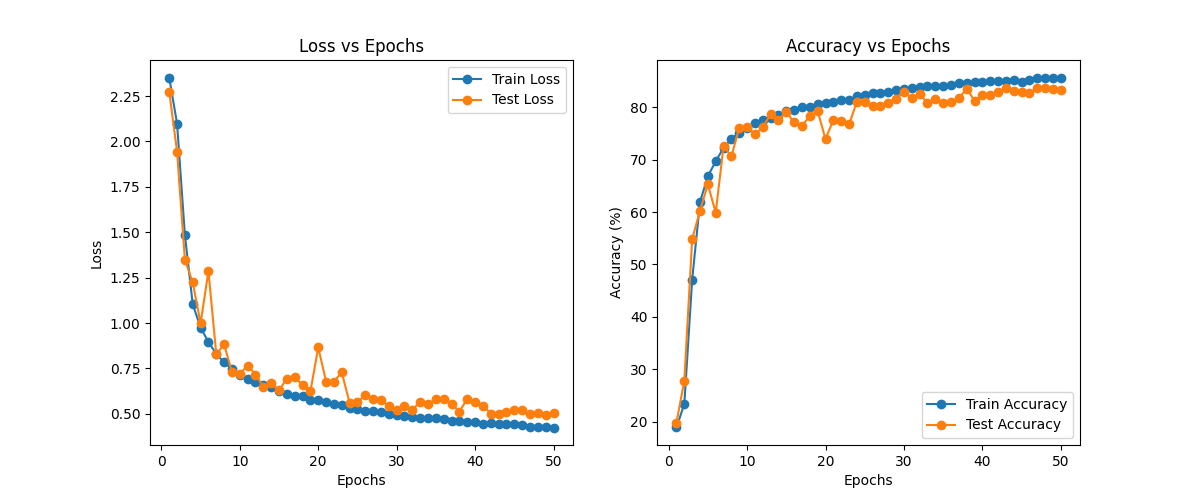 Loss vs Epochs
Loss
2.25
2.00
1.75
1.50
1.25
1.00
0.75
0.50
0
10
20
30
40
50
Epochs
Train Loss
Test Loss
Accuracy vs Epochs
Accuracy (%)
80
70
60
50
40
30
20
0
10
20
30
40
50
Epochs
Train Accuracy
Test Accuracy